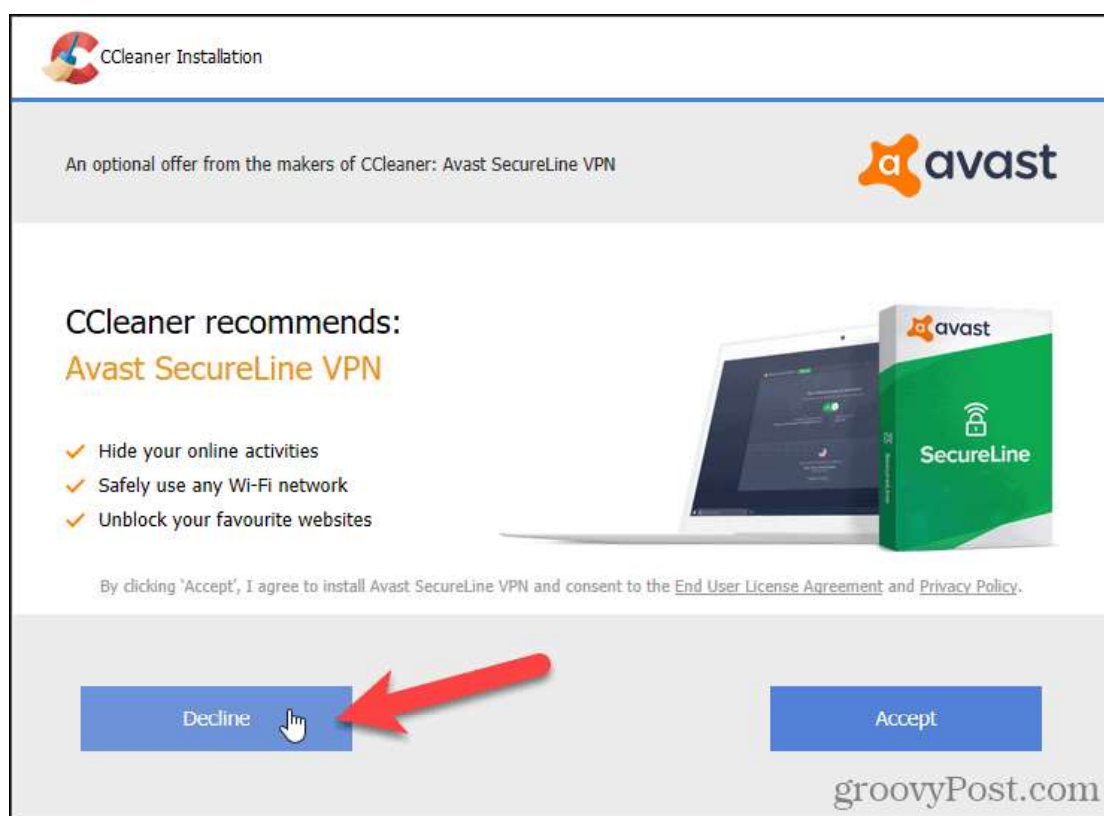 CCleaner Installation
An optional offer from the makers of CCleaner: Avast SecureLine VPN
avast
CCleaner recommends:
Avast SecureLine VPN
avast
Hide your online activities
SecureLine
Safely use any Wi-Fi network
Unblock your favourite websites
By clicking 'Accept', I agree to install Avast SecureLine VPN and consent to the End User License Agreement and Privacy Policy.
Decline
Accept
groovyPost.com